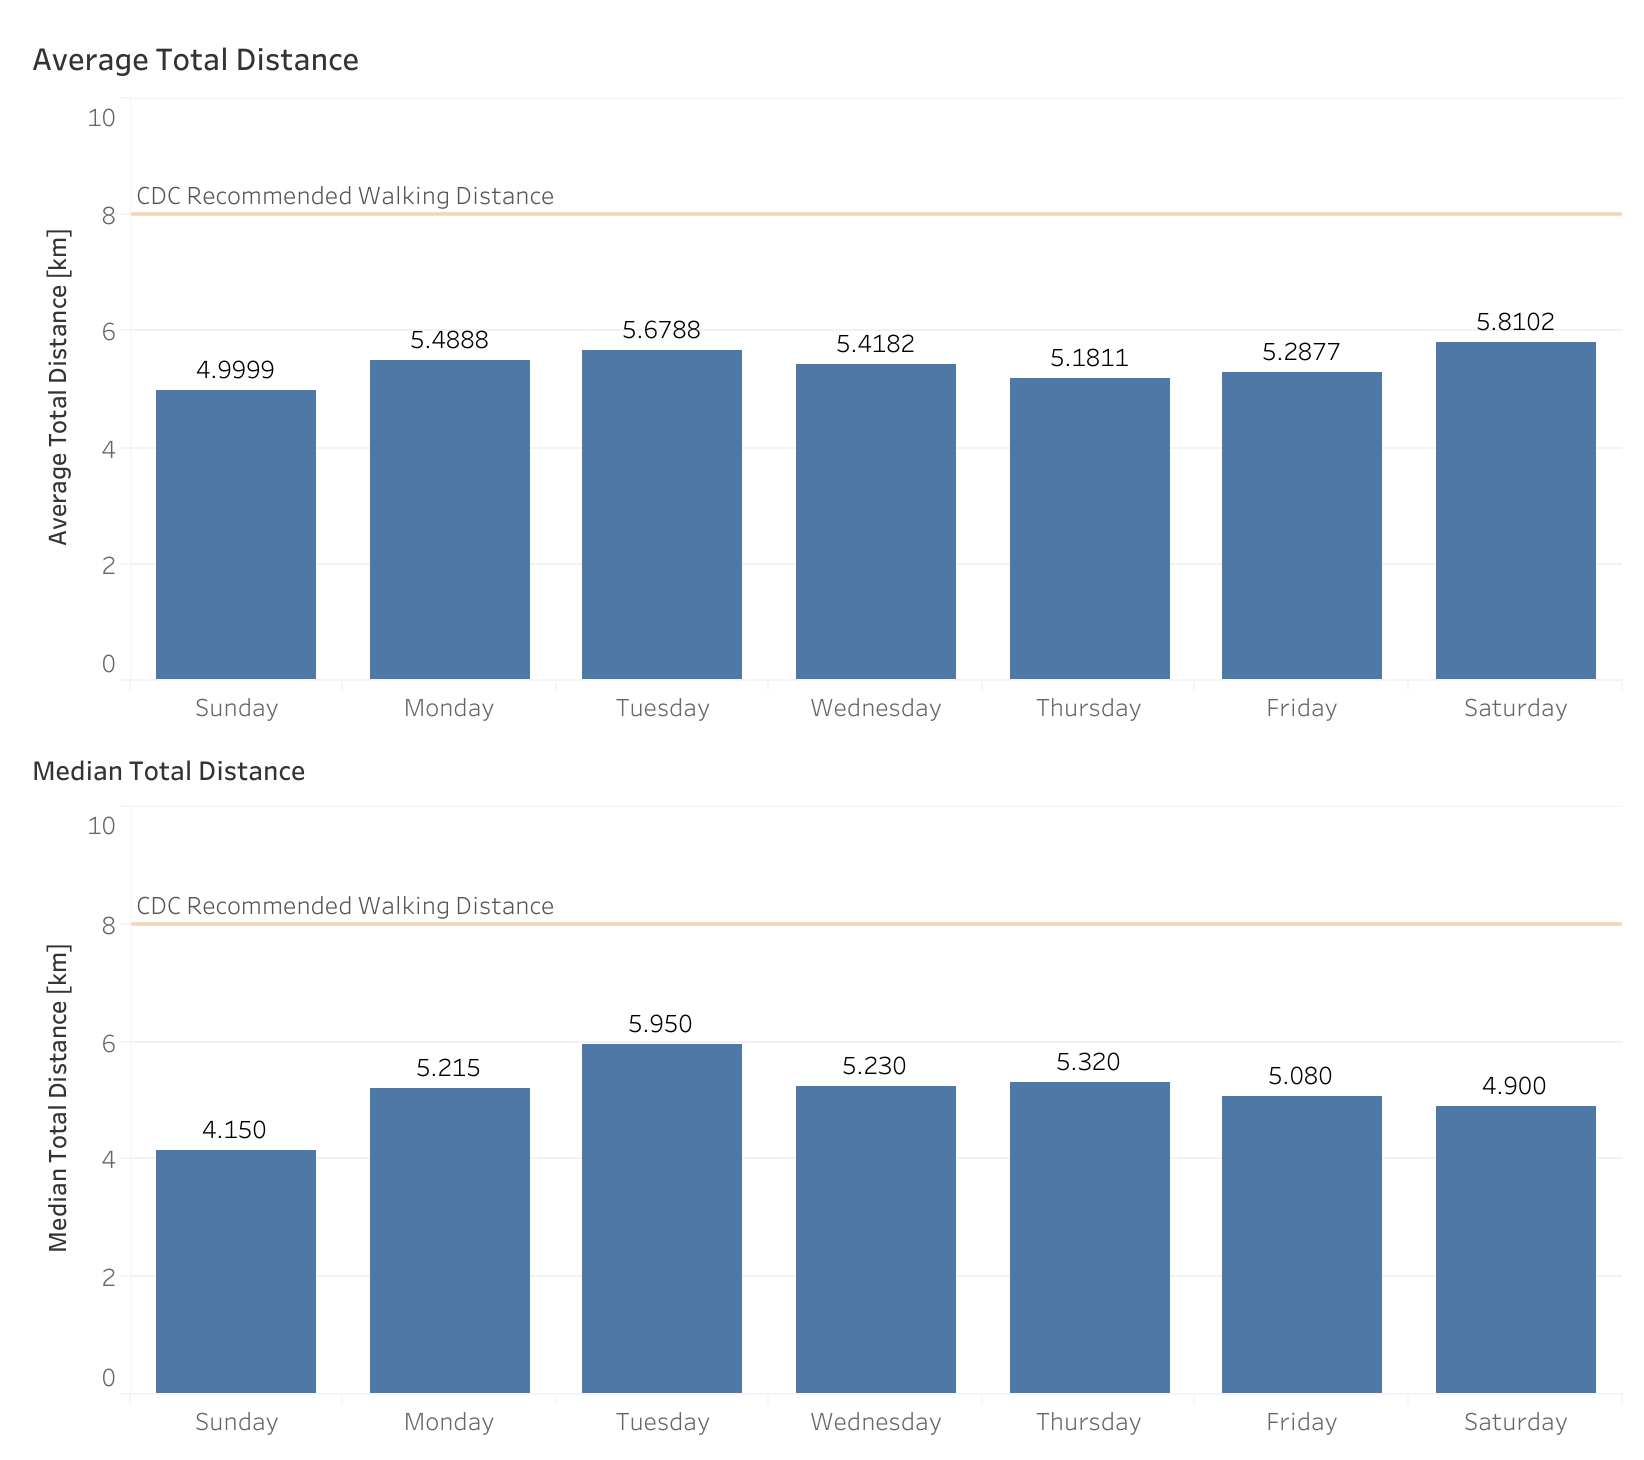 Average Total Distance
10
CDC Recommended Walking Distance
8
6
4
2
0
Average Total Distance [km]
4.9999
5.4888
5.6788
5.4182
5.1811
5.2877
5.8102
Sunday
Monday
Tuesday
Wednesday
Thursday
Friday
Saturday
Median Total Distance
10
CDC Recommended Walking Distance
8
6
4
2
0
Median Total Distance [km]
4.150
5.215
5.950
5.230
5.320
5.080
4.900
Sunday
Monday
Tuesday
Wednesday
Thursday
Friday
Saturday